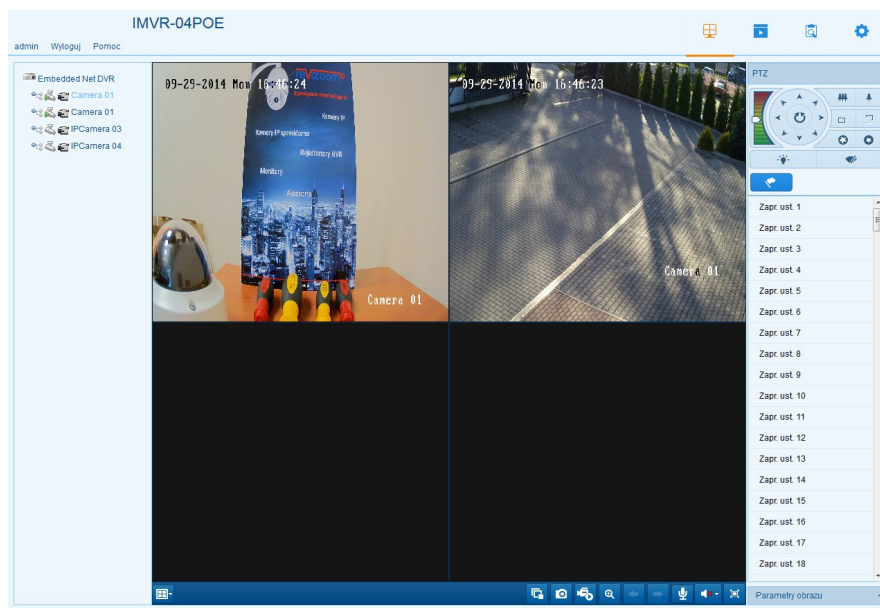 IMVR-04POE
admin Wyloguj Pomoc
Embedded Net DVR
Camera 01
Camera 01
IPCamera 03
IPCamera 04
09-29-2014 Mon 16:46:24
revizoom
Kamery IP
Kamery IP speeddome
Rejestratory NVR
Monitory
Akcesoria
Camera 01
09-29-2014 Mon 16:46:23
Camera 01
PTZ
Zapr. ust. 1
Zapr. ust. 2
Zapr. ust. 3
Zapr. ust. 4
Zapr. ust. 5
Zapr. ust. 6
Zapr. ust. 7
Zapr. ust. 8
Zapr. ust. 9
Zapr. ust. 10
Zapr. ust. 11
Zapr. ust. 12
Zapr. ust. 13
Zapr. ust. 14
Zapr. ust. 15
Zapr. ust. 16
Zapr. ust. 17
Zapr. ust. 18
Parametry obrazu